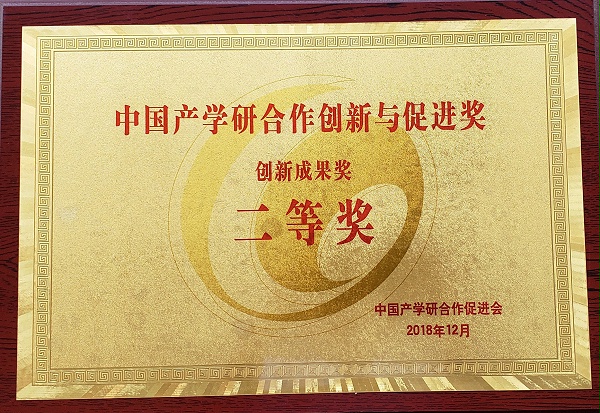 中国产学研合作创新与促进奖
创新成果奖
二等奖
中国产学研合作促进会
2018年12月